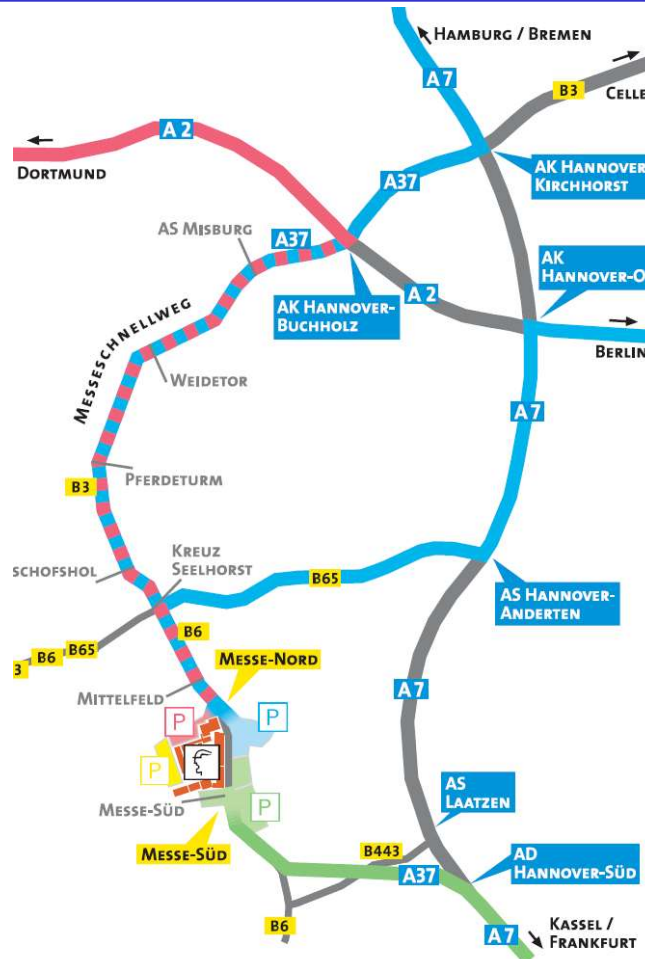 HAMBURG / BREMEN
A7
B3
CELLE
A 2
DORTMUND
A37
AK HANNOVER
KIRCHHORST
AS MISBURG
A37
AK
HANNOVER-O
A 2
AK HANNOVER-
BUCHHOLZ
MESSESCHNELLWEG
BERLIN
WEIDETOR
A7
PFERDETURM
B3
KREUZ
SEELHORST
SCHOFSHOL
B65
AS HANNOVER-
ANDERTEN
B6
B65
3
B6
MESSE-NORD
MITTELFELD
A7
P
P
P
AS
LAATZEN
MESSE-SÜD
P
MESSE-SÜD
B443
AD
HANNOVER-SÜD
A37
B6
KASSEL /
FRANKFURT
A7